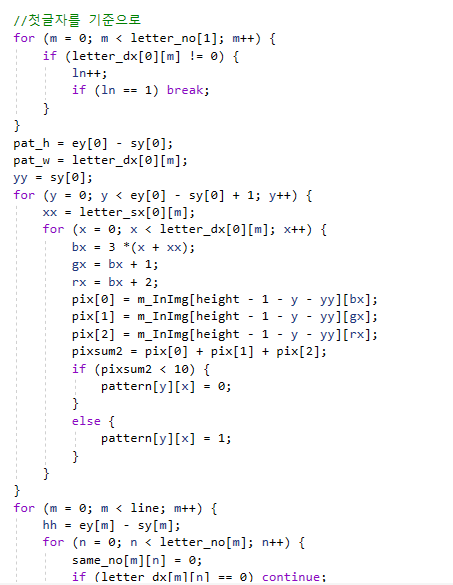 //첫글자를 기준으로
for (m = 0; m < letter_no[1]; m++) {
    if (letter_dx[0][m] != 0) {
        ln++;
        if (ln == 1) break;
    }
}
pat_h = ey[0] - sy[0];
pat_w = letter_dx[0][m];
yy = sy[0];
for (y = 0; y < ey[0] - sy[0] + 1; y++) {
    xx = letter_sx[0][m];
    for (x = 0; x < letter_dx[0][m]; x++) {
        bx = 3 *(x + xx);
        gx = bx + 1;
        rx = bx + 2;
        pix[0] = m_InImg[height - 1 - y - yy][bx];
        pix[1] = m_InImg[height - 1 - y - yy][gx];
        pix[2] = m_InImg[height - 1 - y - yy][rx];
        pixsum2 = pix[0] + pix[1] + pix[2];
        if (pixsum2 < 10) {
            pattern[y][x] = 0;
        }
        else {
            pattern[y][x] = 1;
        }
    }
}
for (m = 0; m < line; m++) {
    hh = ey[m] - sy[m];
    for (n = 0; n < letter_no[m]; n++) {
        same_no[m][n] = 0;
        if (letter_dx[m][n] == 0) continue;